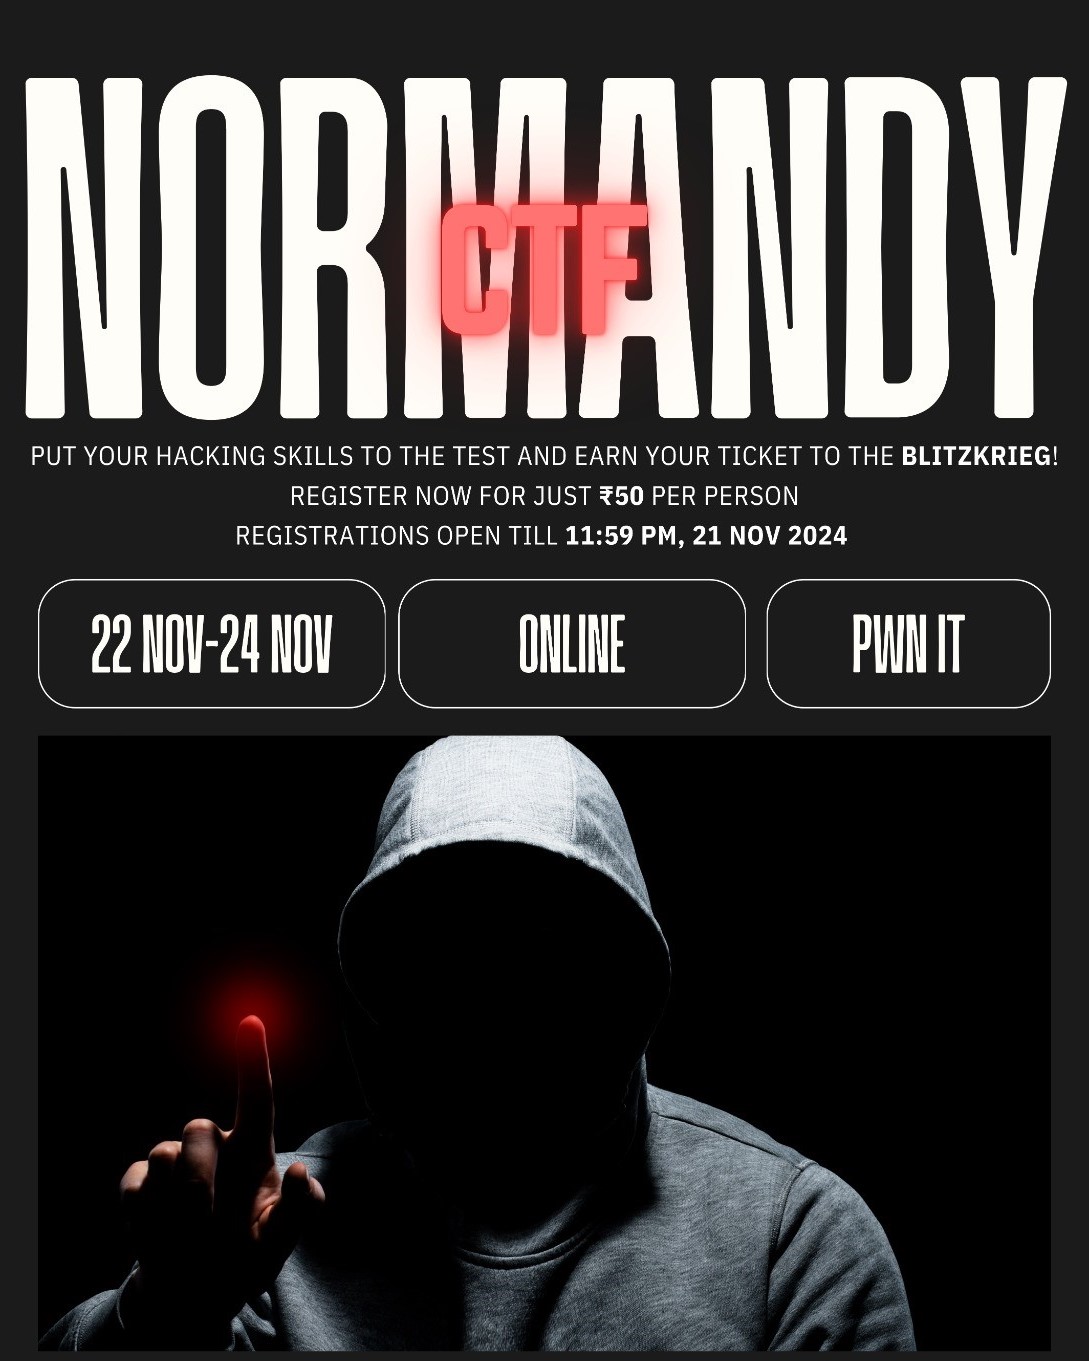 NORMANDY
CTF
PUT YOUR HACKING SKILLS TO THE TEST AND EARN YOUR TICKET TO THE BLITZKRIEG!
REGISTER NOW FOR JUST ₹50 PER PERSON
REGISTRATIONS OPEN TILL 11:59 PM, 21 NOV 2024
22 NOV-24 NOV
ONLINE
PWN IT